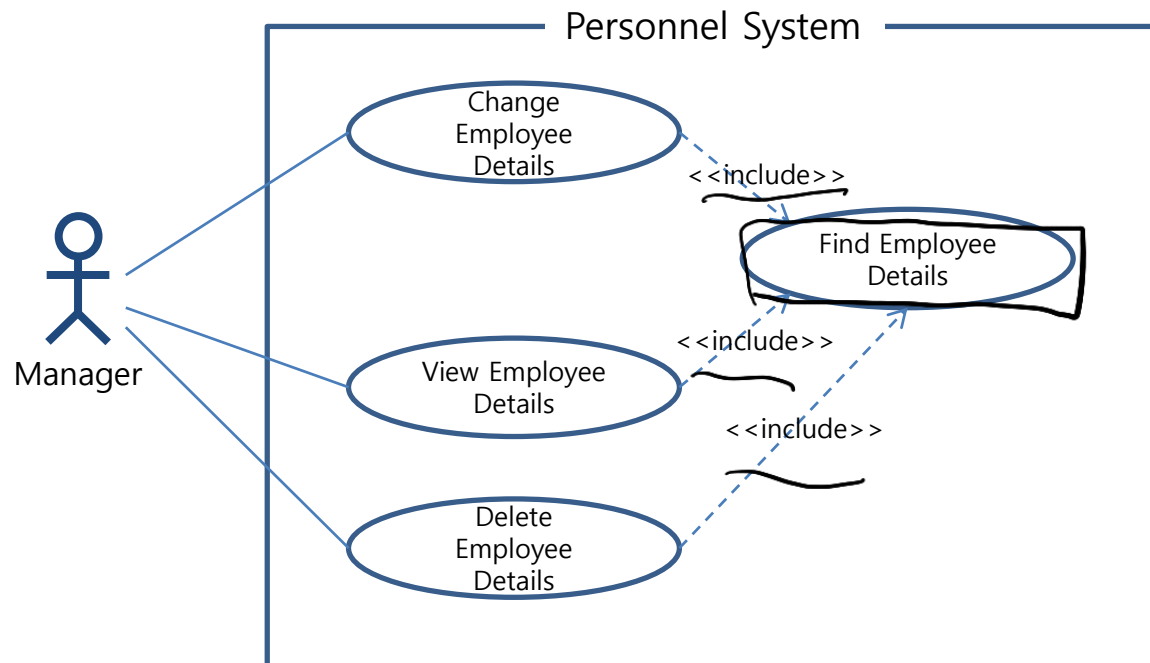 Personnel System
Change
Employee
Details
<<include>>
Find Employee
Details
Manager
<<include>>
View Employee
Details
<<include>>
Delete
Employee
Details